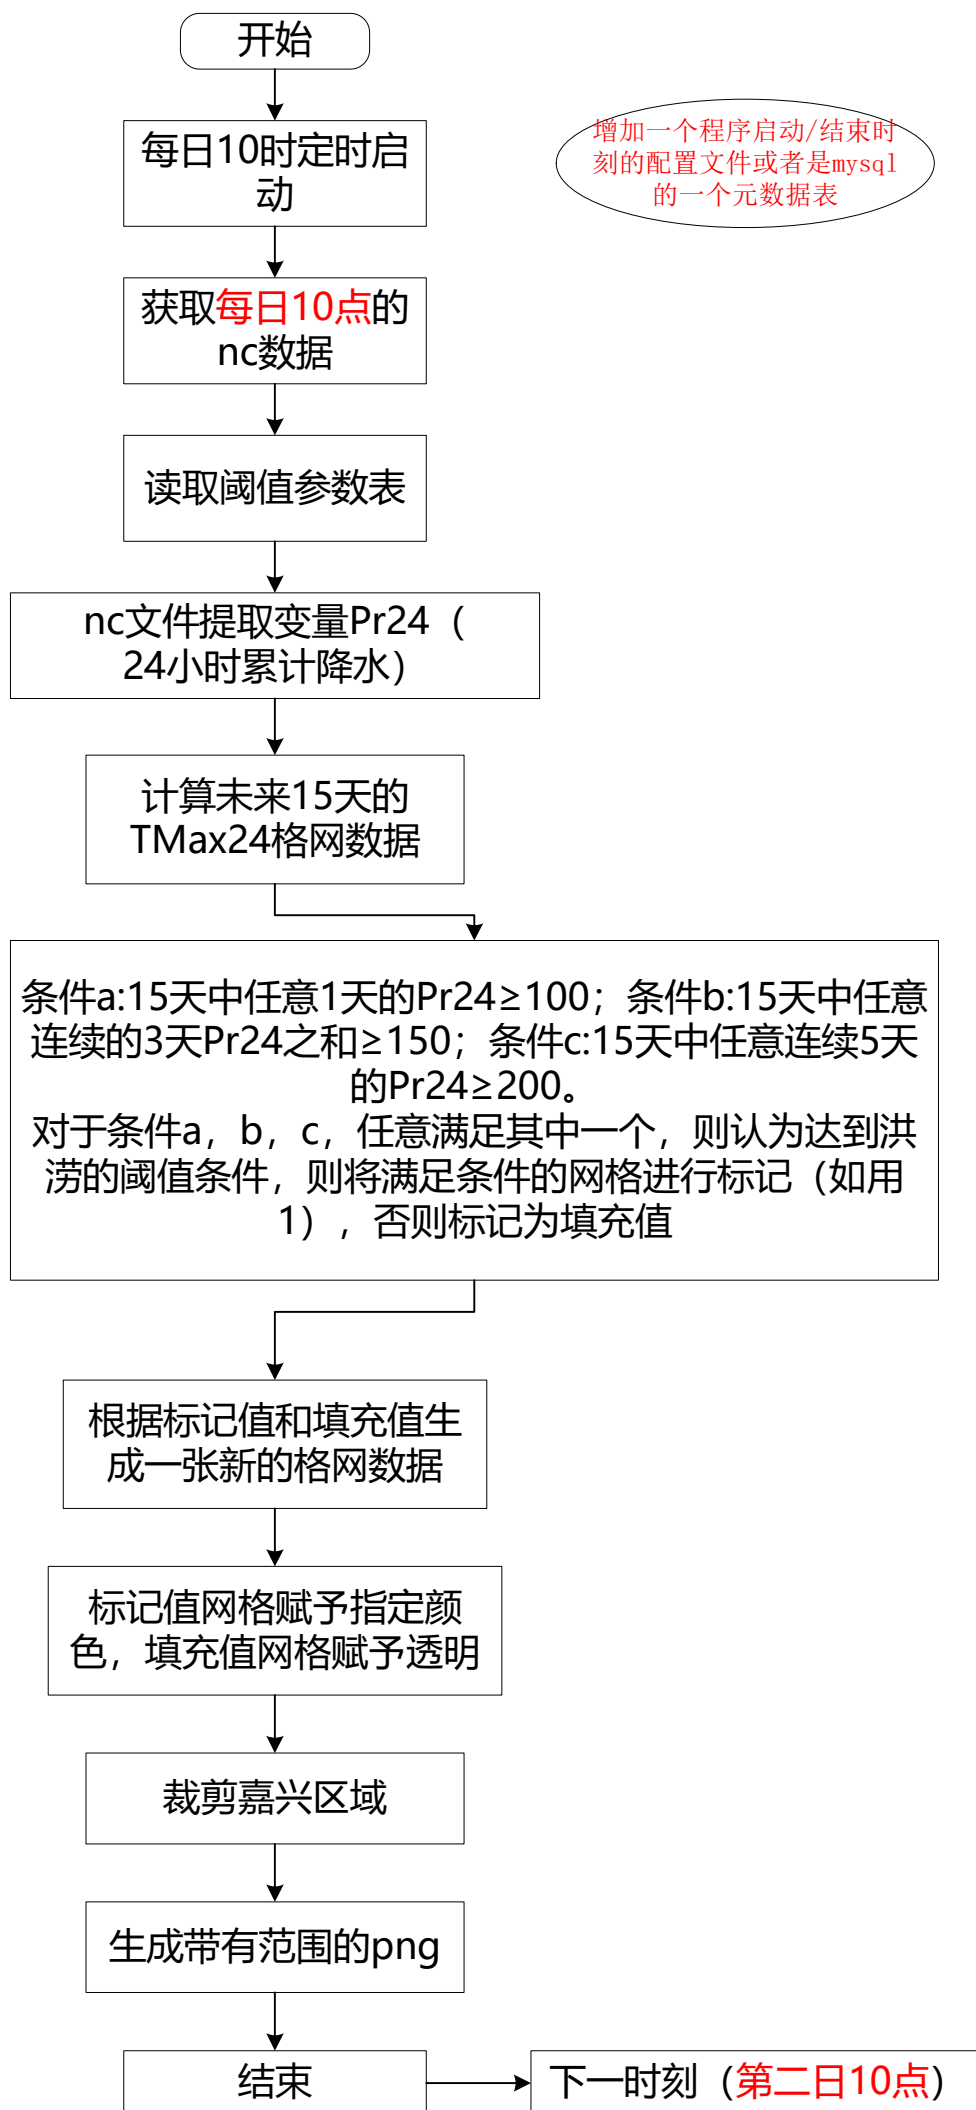 开始
每日10时定时启
动
增加一个程序启动/结束时
刻的配置文件或者是mysql
的一个元数据表
获取每日10点的
nc数据
读取阈值参数表
nc文件提取变量Pr24（
24小时累计降水）
计算未来15天的
TMax24格网数据
条件a:15天中任意1天的Pr24≥100；条件b:15天中任意
连续的3天Pr24之和≥150；条件c:15天中任意连续5天
的Pr24≥200。
对于条件a，b，c，任意满足其中一个，则认为达到洪
涝的阈值条件，则将满足条件的网格进行标记（如用
1），否则标记为填充值
根据标记值和填充值生
成一张新的格网数据
标记值网格赋予指定颜
色，填充值网格赋予透明
裁剪嘉兴区域
生成带有范围的png
结束
下一时刻（第二日10点）